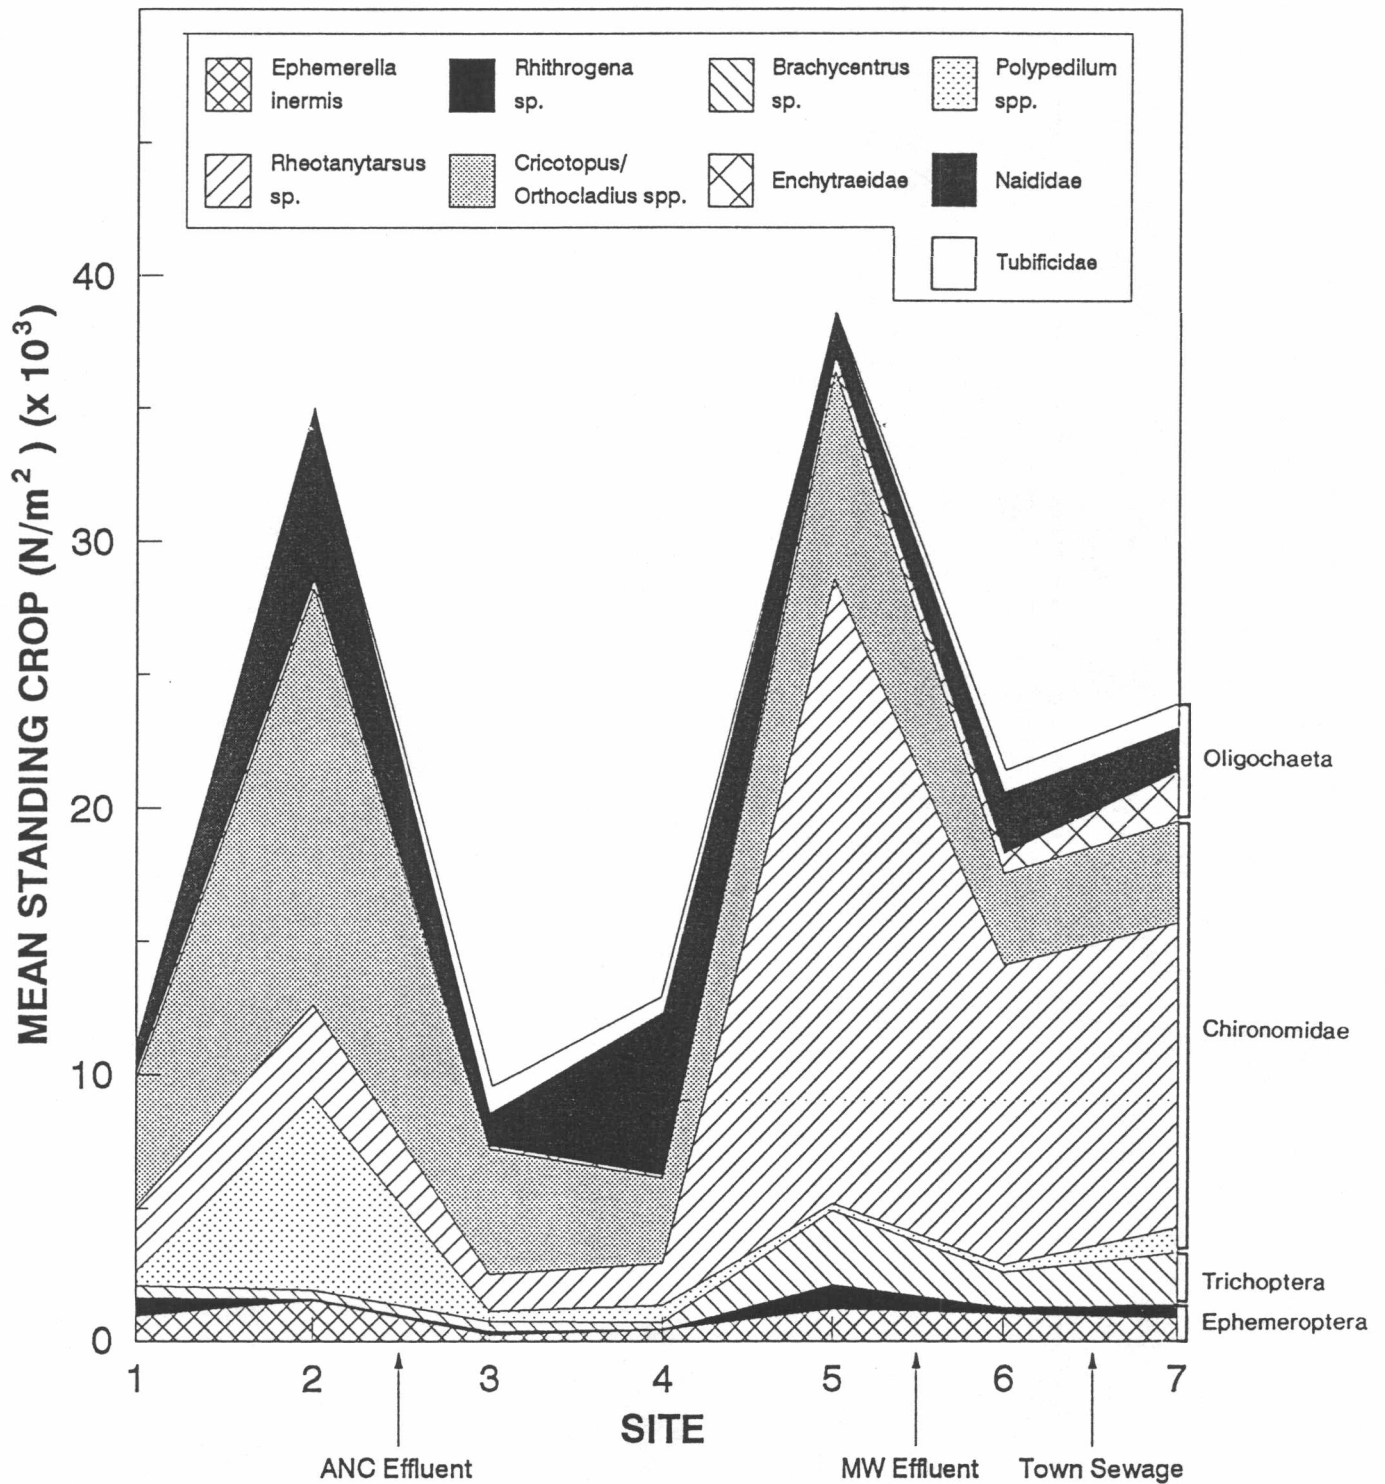 Ephemerella
inermis
Rhithrogena
sp.
Brachycentrus
sp.
Polypedilum
spp.
Rheotanytarsus
sp.
Cricotopus/
Orthocladius spp.
Enchytraeidae
Naididae
Tubificidae
MEAN STANDING CROP (N/m²) (x 10³)
40
30
20
10
0
Oligochaeta
Chironomidae
Trichoptera
Ephemeroptera
1 2 3 4 5 6 7
SITE
ANC Effluent MW Effluent Town Sewage